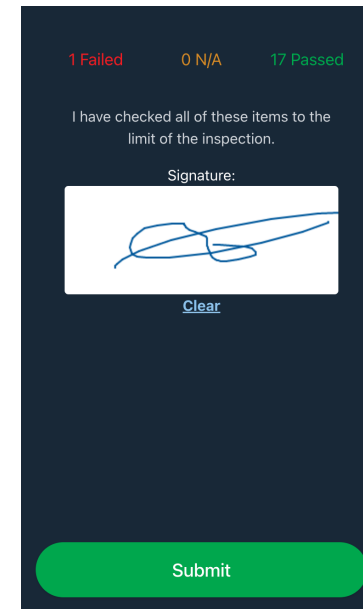 1 Failed 0 N/A 17 Passed
I have checked all of these items to the
limit of the inspection.
Signature:
Clear
Submit